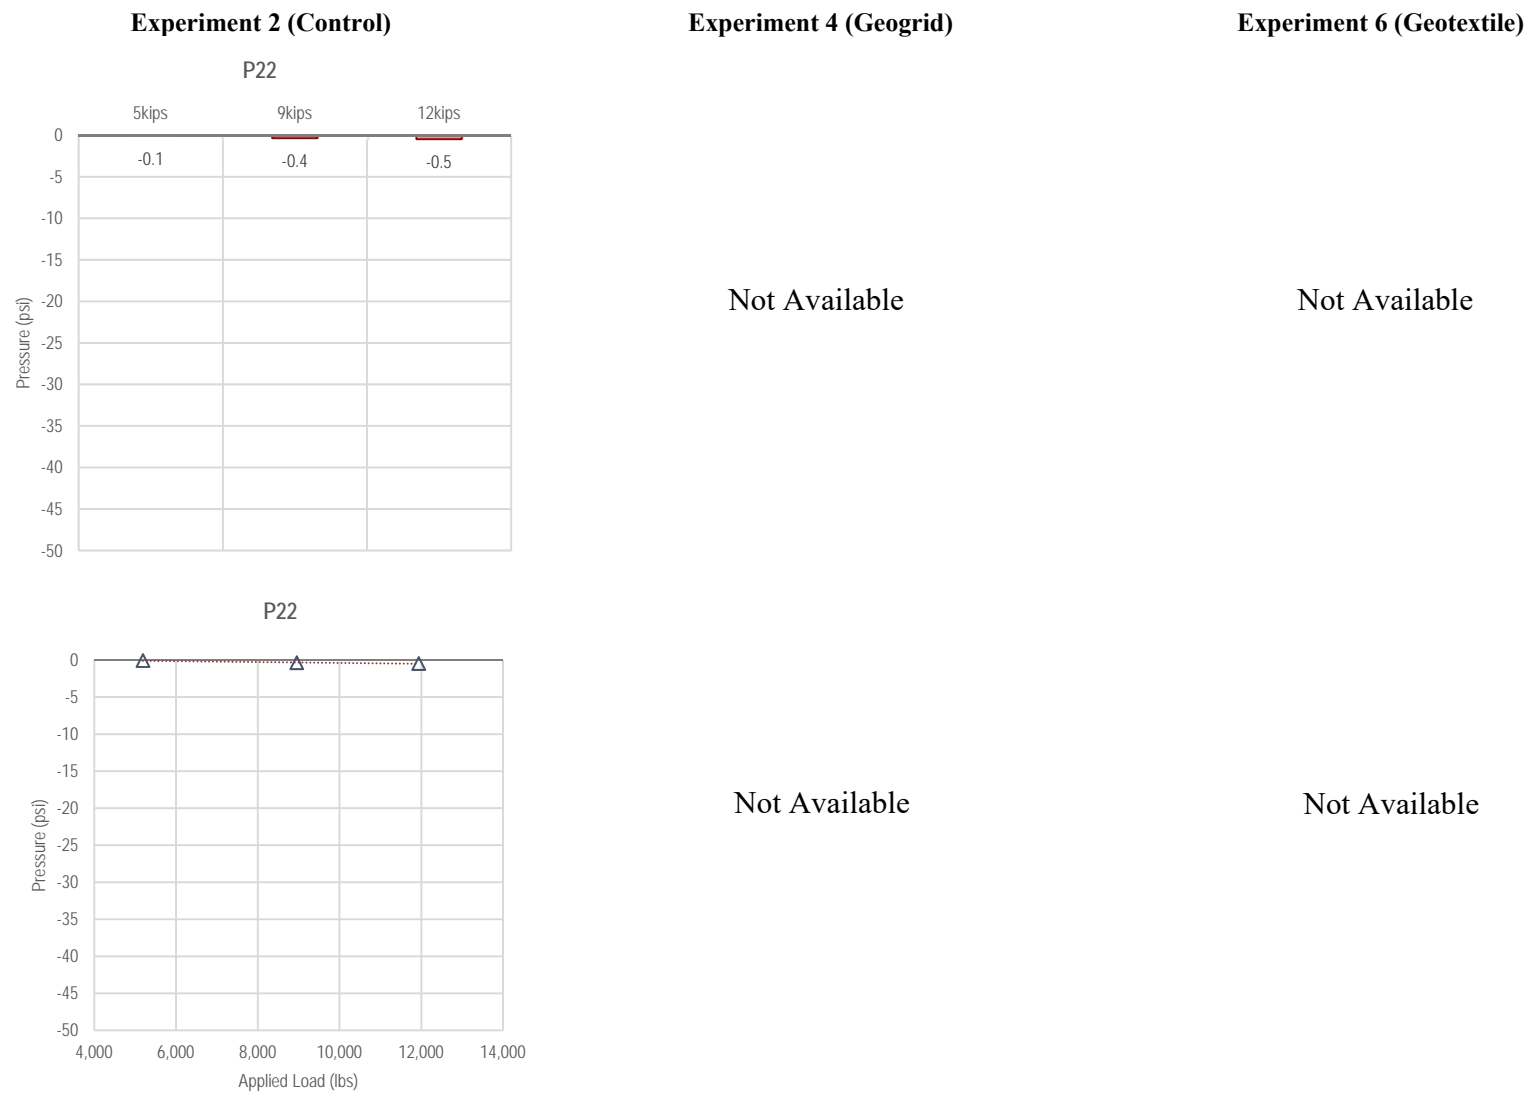 Experiment 2 (Control) Experiment 4 (Geogrid) Experiment 6 (Geotextile)
P22
5kips 9kips 12kips
0
-0.1 -0.4 -0.5
-5
-10
-15
-20
-25
-30
-35
-40
-45
-50
Pressure (psi)
Not Available Not Available
P22
0
-5
-10
-15
-20
-25
-30
-35
-40
-45
-50
Pressure (psi)
4,000 6,000 8,000 10,000 12,000 14,000
Applied Load (lbs)
Not Available Not Available